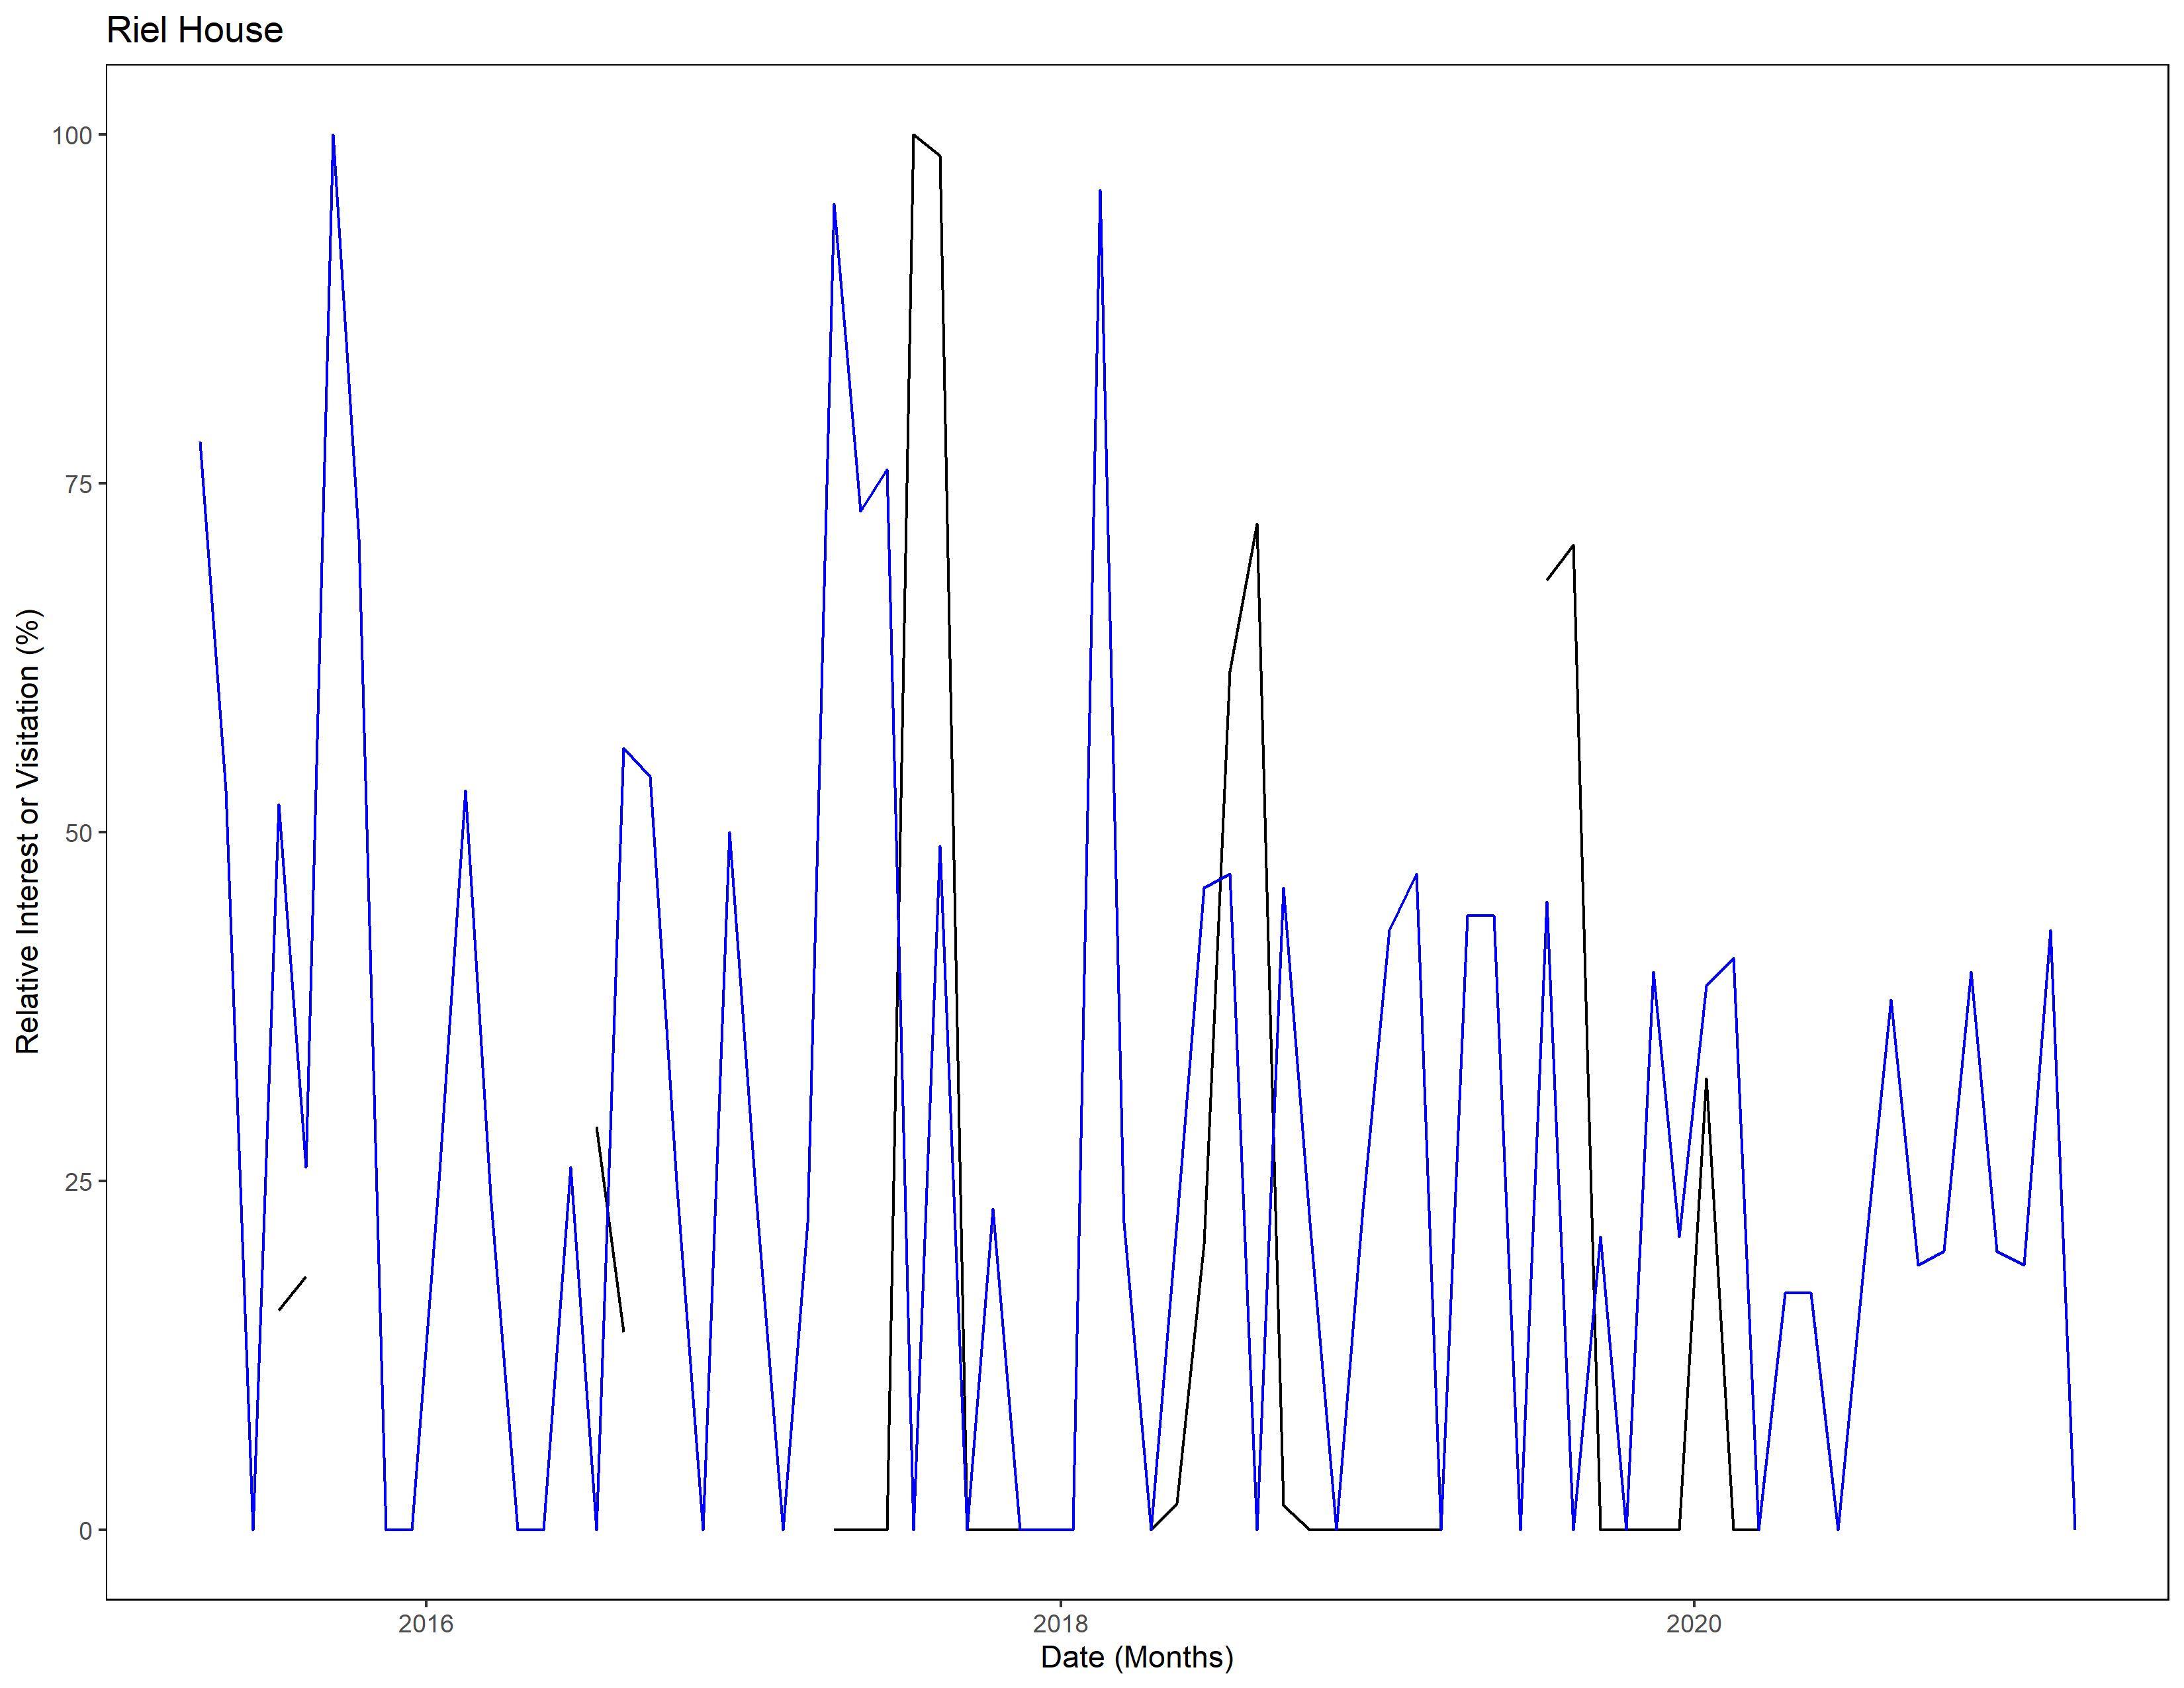 Riel House
100
75
50
25
0
Relative Interest or Visitation (%)
2016
2018
2020
Date (Months)